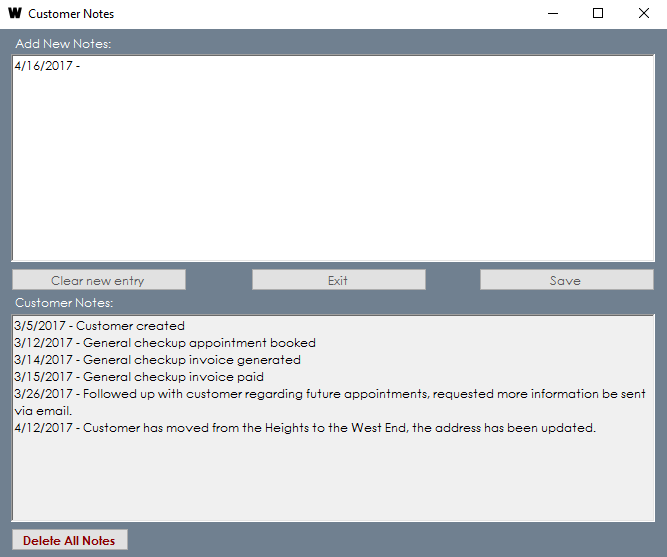 W Customer Notes
Add New Notes:
4/16/2017 -
Clear new entry Exit Save
Customer Notes:
3/5/2017 - Customer created
3/12/2017 - General checkup appointment booked
3/14/2017 - General checkup invoice generated
3/15/2017 - General checkup invoice paid
3/26/2017 - Followed up with customer regarding future appointments, requested more information be sent
via email.
4/12/2017 - Customer has moved from the Heights to the West End, the address has been updated.
Delete All Notes